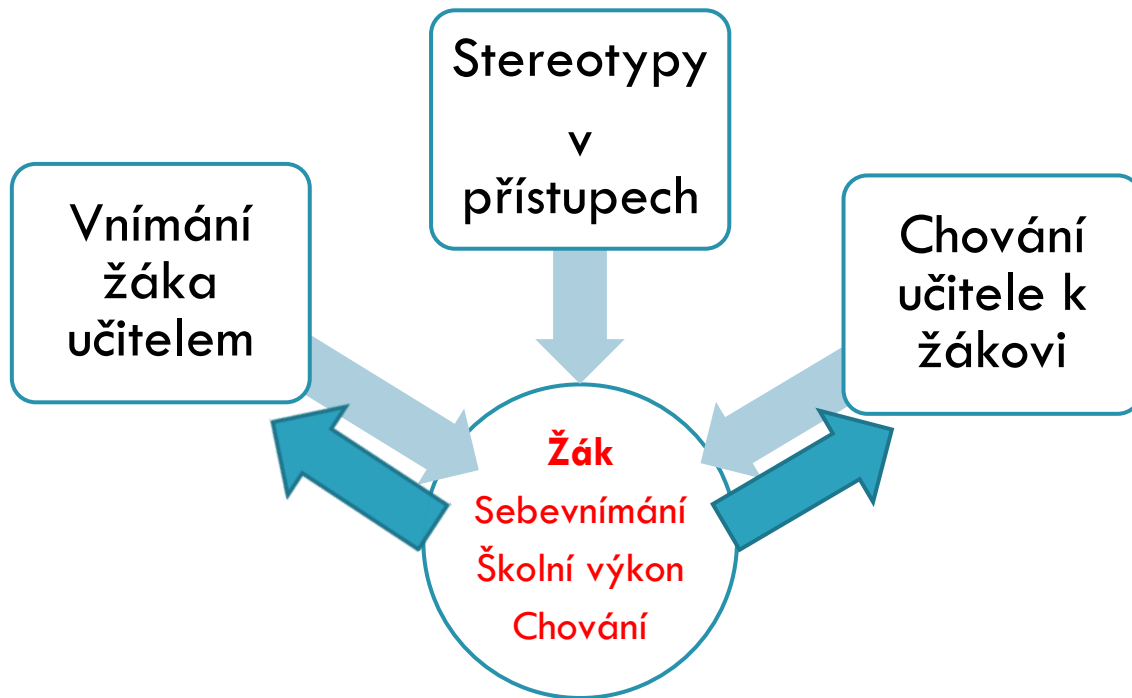 Stereotypy
v
přístupech
Vnímání
žáka
učitelem
Chování
učitele k
žákovi
Žák
Sebevnímání
Školní výkon
Chování